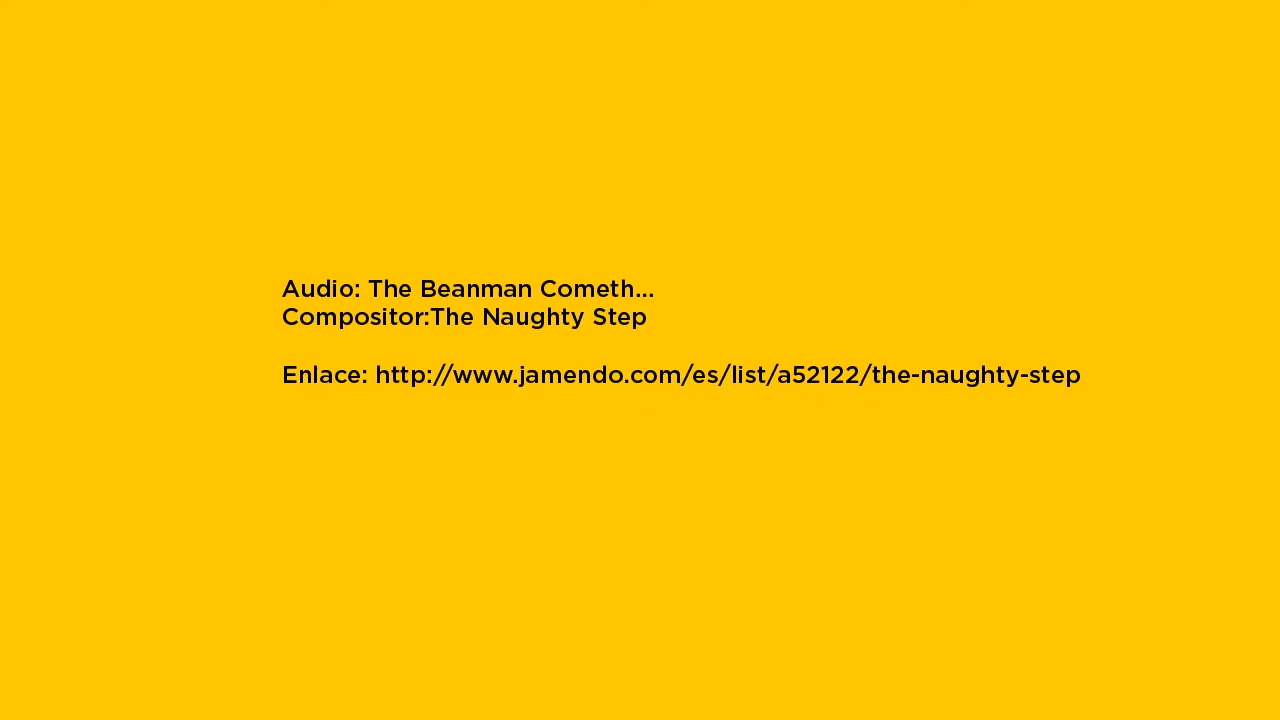 Audio: The Beanman Cometh...
Compositor:The Naughty Step
Enlace: http://www.jamendo.com/es/list/a52122/the-naughty-step